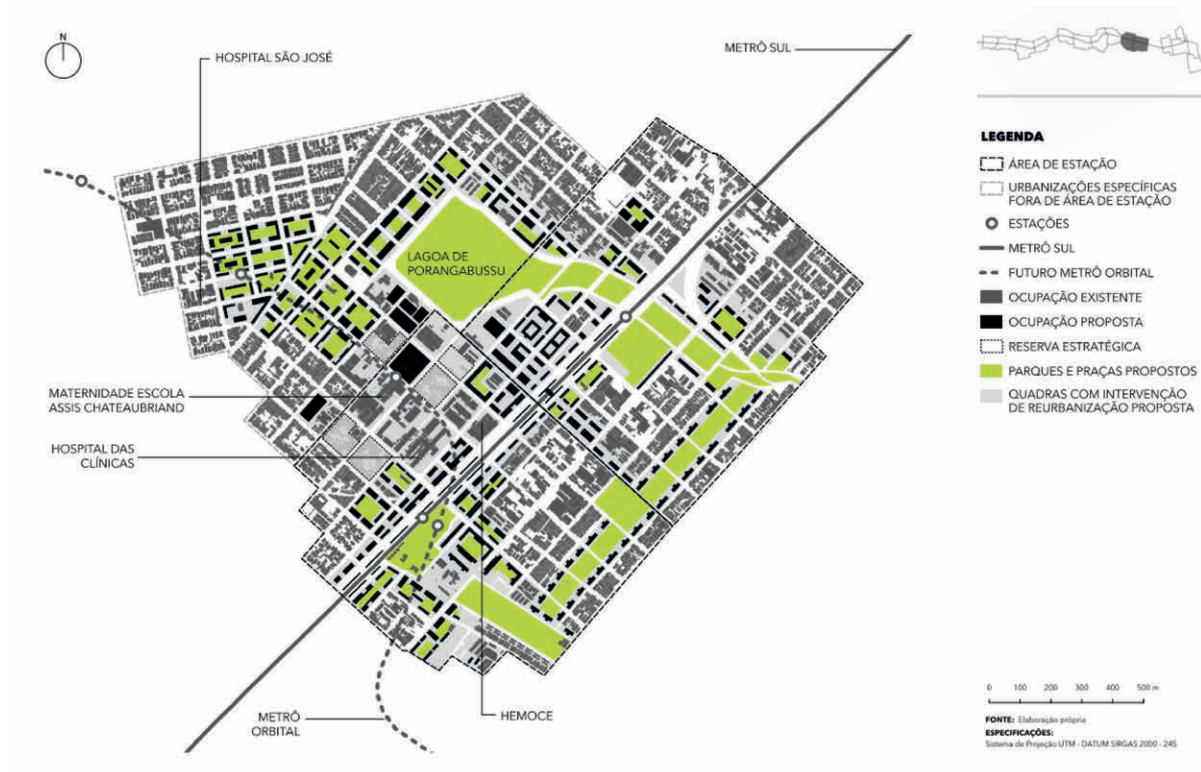 N
HOSPITAL SÃO JOSÉ
METRÔ SUL
LAGOA DE
PORANGABUSSU
MATERNIDADE ESCOLA
ASSIS CHATEAUBRIAND
HOSPITAL DAS
CLÍNICAS
METRÔ
ORBITAL
HEMOCE
LEGENDA
ÁREA DE ESTAÇÃO
URBANIZAÇÕES ESPECÍFICAS
FORA DE ÁREA DE ESTAÇÃO
ESTAÇÕES
METRÔ SUL
FUTURO METRÔ ORBITAL
OCUPAÇÃO EXISTENTE
OCUPAÇÃO PROPOSTA
RESERVA ESTRATÉGICA
PARQUES E PRAÇAS PROPOSTOS
QUADRAS COM INTERVENÇÃO
DE REURBANIZAÇÃO PROPOSTA
0 100 200 300 400 500 m
FONTE: Elaboração própria
ESPECIFICAÇÕES:
Sistema de Projeção UTM - DATUM SIRGAS 2000 - 24S